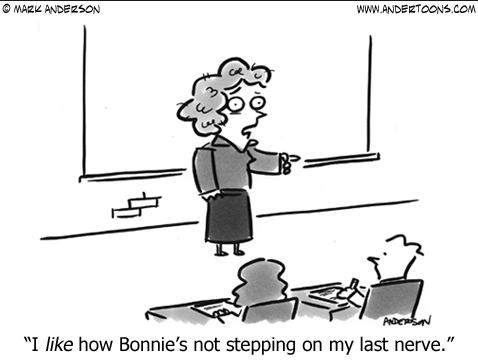 © MARK ANDERSON
WWW.ANDERTOONS.COM
ANDERSON
“I like how Bonnie’s not stepping on my last nerve.”